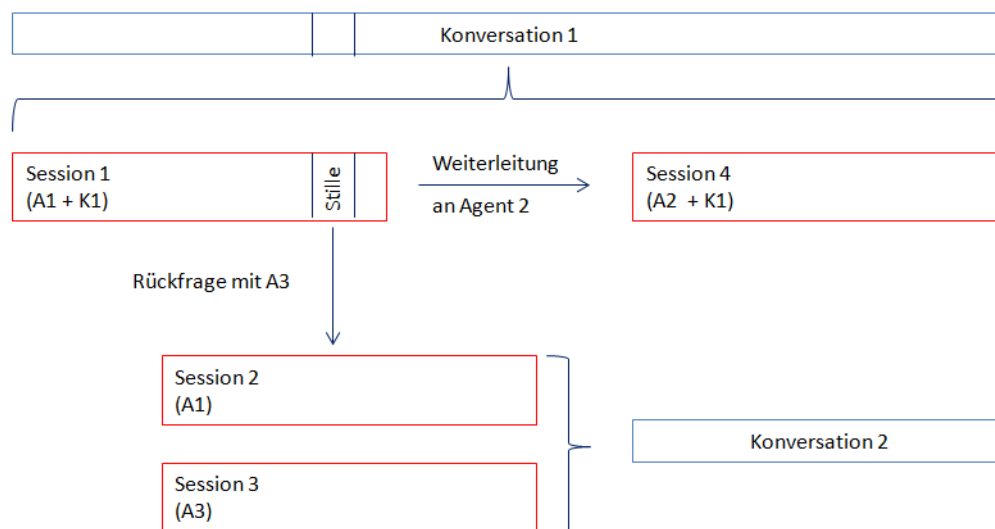 Konversation 1
Session 1
(A1 + K1)
Stille
Weiterleitung
an Agent 2
Session 4
(A2 + K1)
Rückfrage mit A3
Session 2
(A1)
Konversation 2
Session 3
(A3)